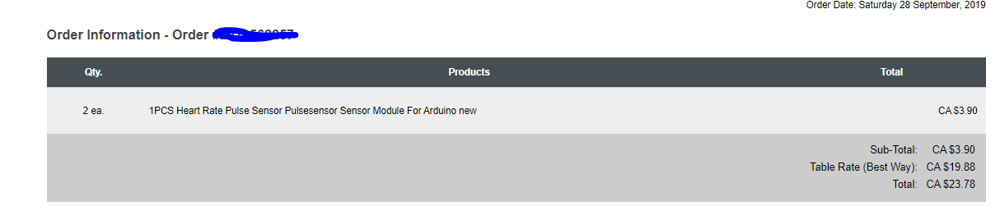 Order Date: Saturday 28 September, 2019
Order Information - Order
Qty. Products Total
2 ea. 1PCS Heart Rate Pulse Sensor Pulsesensor Sensor Module For Arduino new CA $3.90
Sub-Total: CA $3.90
Table Rate (Best Way): CA $19.88
Total: CA $23.78